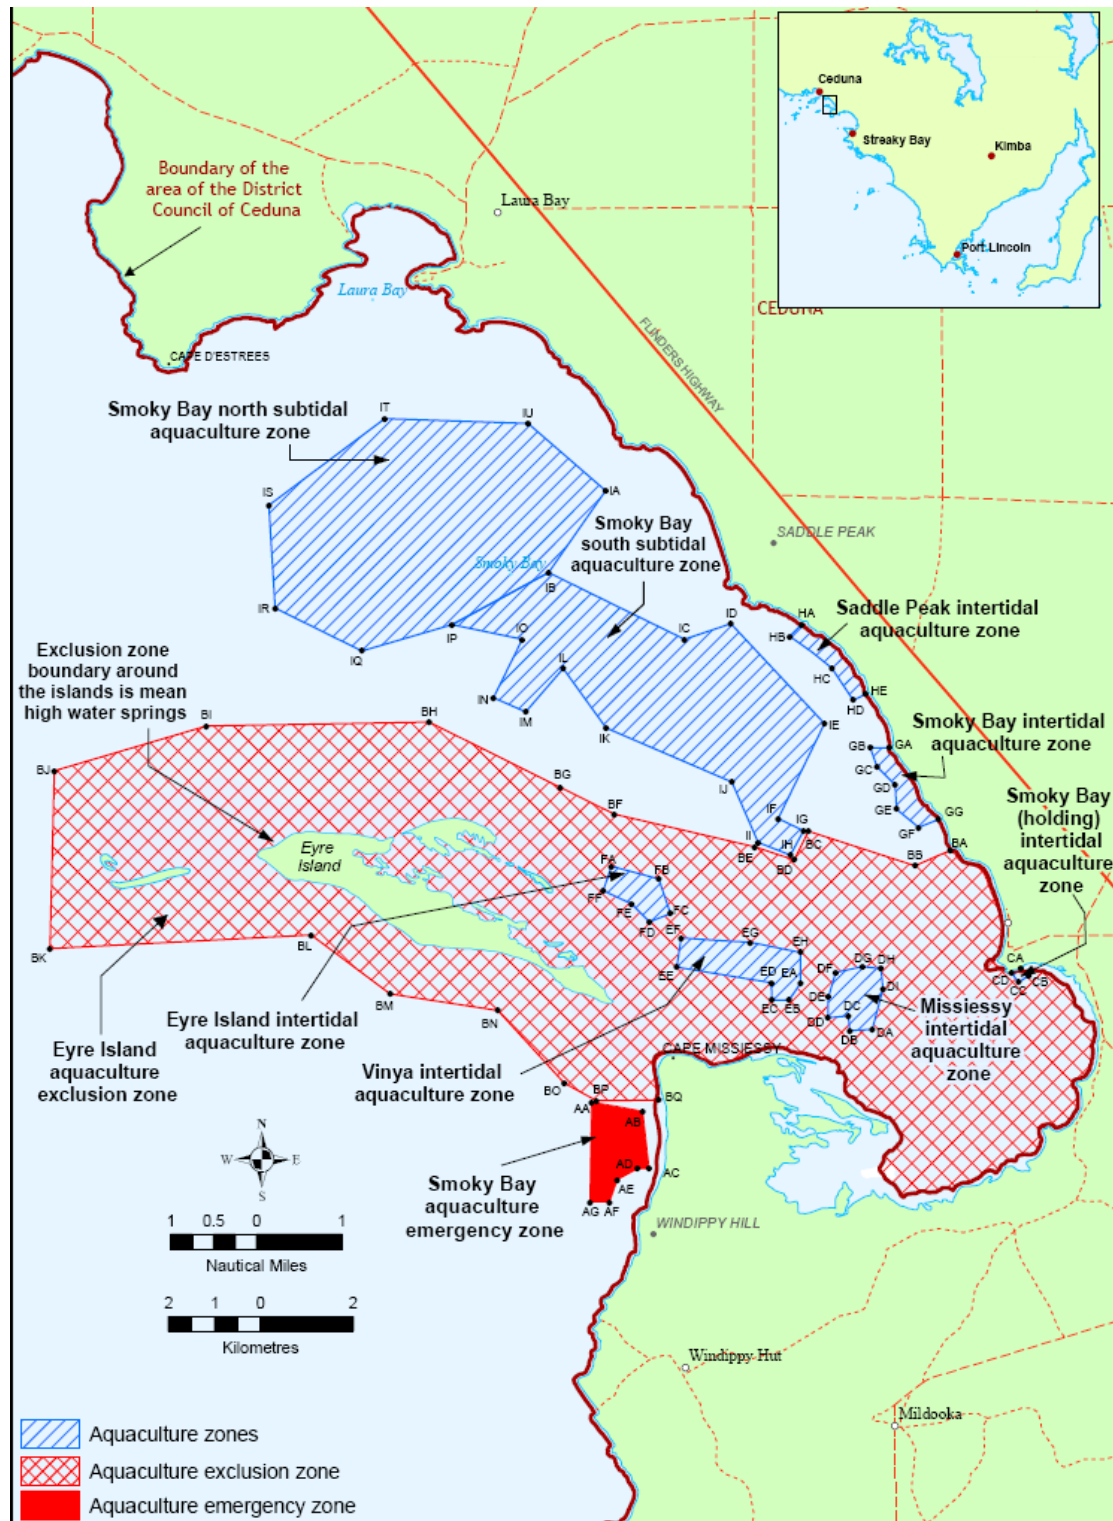 Ceduna
Streaky Bay
Kimba
Port Lincoln
Boundary of the
area of the District
Council of Ceduna
Laura Bay
Laura Bay
CEDUNA
FLINDERS HIGHWAY
CAPE D'ESTREES
Smoky Bay north subtidal
aquaculture zone
IT
IU
IS
IA
Smoky Bay
south subtidal
aquaculture zone
SADDLE PEAK
Smoky Bay
IB
IR
IP
IO
IC
ID
HA
HB
Saddle Peak intertidal
aquaculture zone
IQ
IL
HC
HE
HD
Exclusion zone
boundary around
the islands is mean
high water springs
IN
IM
IK
IE
BI
BH
GB
GA
Smoky Bay intertidal
aquaculture zone
BJ
BG
GC
GD
IJ
GE
Smoky Bay
(holding)
intertidal
aquaculture
zone
BF
IF
IG
GG
GF
II
BE
BC
IH
BD
BA
BB
Eyre
Island
FA
FB
FF
FE
FC
FD
EF
EG
EH
BK
BL
EE
ED
EA
EC
EB
DF
DG
DH
DI
DE
DC
DD
DB
DA
CA
CD
CB
CC
BM
BN
Eyre Island intertidal
aquaculture zone
Missiessy
intertidal
aquaculture
zone
Eyre Island
aquaculture
exclusion zone
Vinya intertidal
aquaculture zone
CAPE MISSIESSY
BO
BP
BQ
AA
AB
AD
AC
AE
AG
AF
Smoky Bay
aquaculture
emergency zone
N
W
E
S
WINDIPPY HILL
1 0.5 0 1
Nautical Miles
2 1 0 2
Kilometres
Windippy Hut
Mildooka
Aquaculture zones
Aquaculture exclusion zone
Aquaculture emergency zone